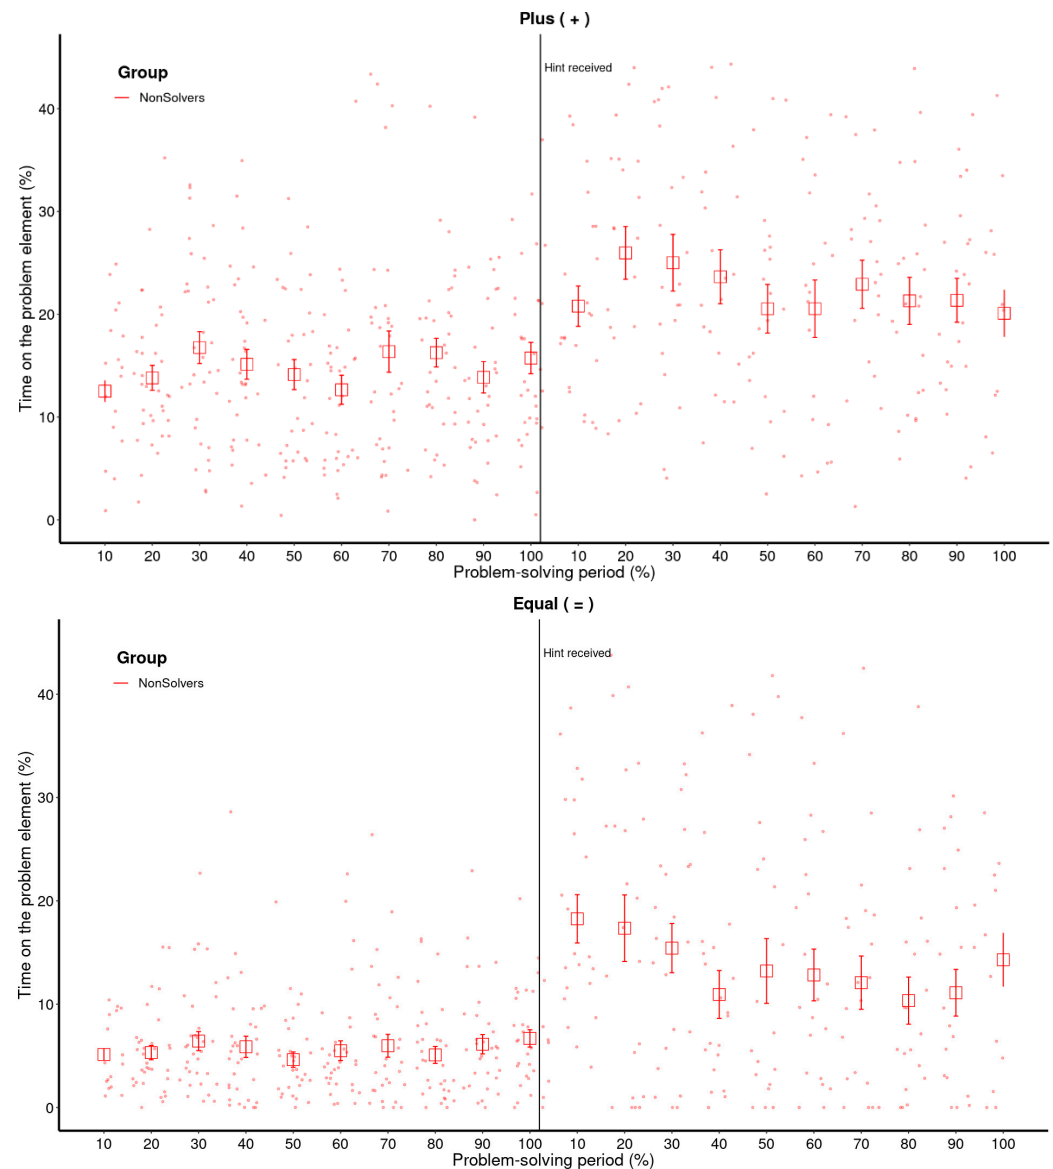 Plus ( + )
Hint received
Group
NonSolvers
Time on the problem element (%)
40
30
20
10
0
10 20 30 40 50 60 70 80 90 100 10 20 30 40 50 60 70 80 90 100
Problem-solving period (%)
Equal ( = )
Hint received
Group
NonSolvers
Time on the problem element (%)
40
30
20
10
0
10 20 30 40 50 60 70 80 90 100 10 20 30 40 50 60 70 80 90 100
Problem-solving period (%)